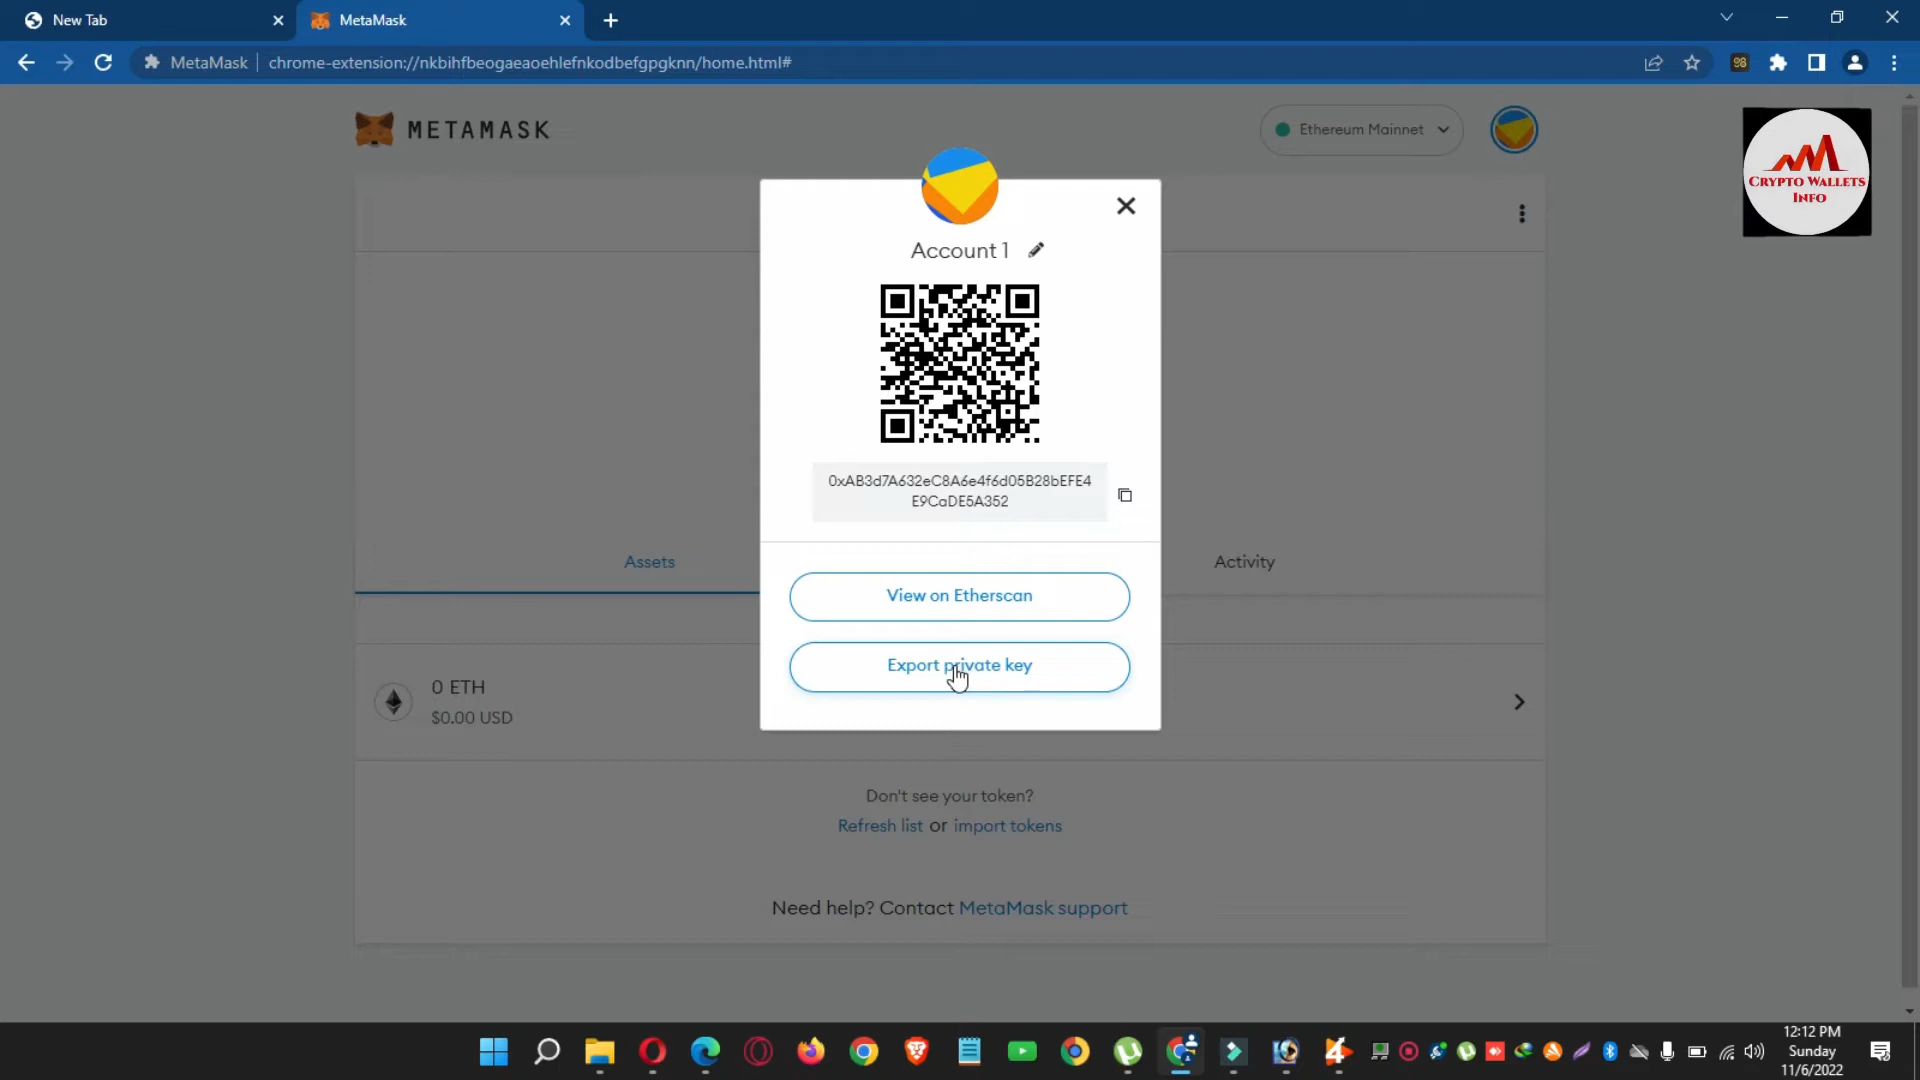 New Tab
MetaMask
MetaMask
chrome-extension://nkbihfbeogaeaoehlefnkodbefgpgknn/home.html#
METAMASK
Ethereum Mainnet
CRYPTO WALLETS
INFO
Account 1
0xAB3d7A632eC8A6e4f6d05B28bEFE4
E9CaDE5A352
Assets
Activity
View on Etherscan
Export private key
0 ETH
$0.00 USD
Don't see your token?
Refresh list or import tokens
Need help? Contact MetaMask support
12:12 PM
Sunday
11/6/2022